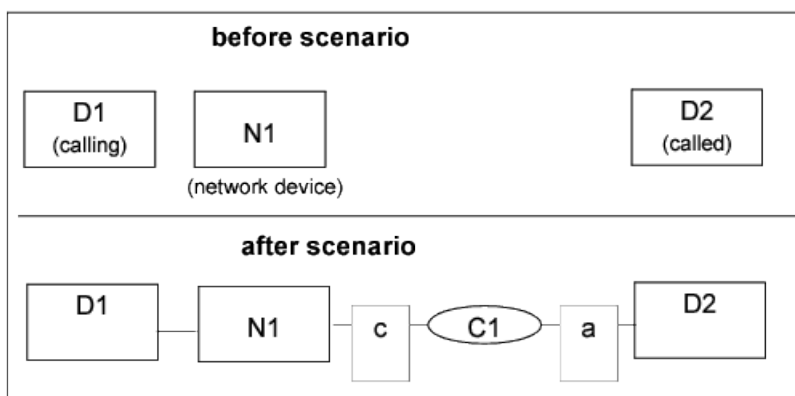 before scenario
D1
(calling)
N1
(network device)
D2
(called)
after scenario
D1
N1
c
C1
a
D2